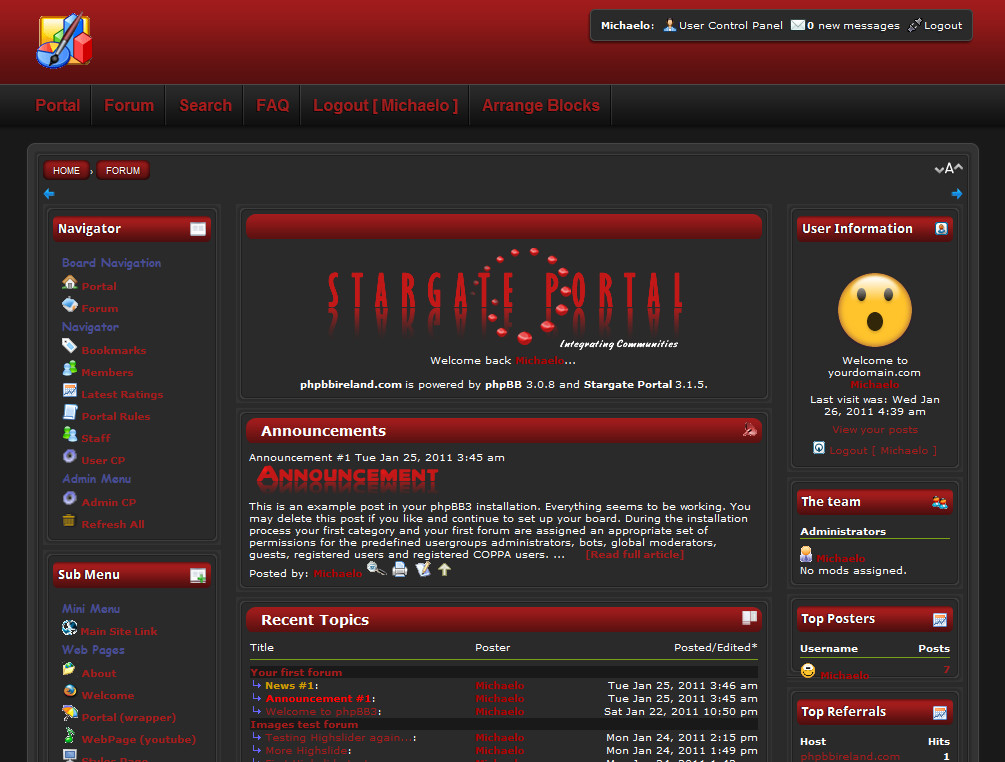 Michaelo: User Control Panel 0 new messages Logout
Portal Forum Search FAQ Logout [ Michaelo ] Arrange Blocks
HOME › FORUM
A
Navigator
Board Navigation
Portal
Forum
Navigator
Bookmarks
Members
Latest Ratings
Portal Rules
Staff
User CP
Admin Menu
Admin CP
Refresh All
Sub Menu
Mini Menu
Main Site Link
Web Pages
About
Welcome
Portal (wrapper)
WebPage (youtube)
Styles Page
STARGATE PORTAL
Integrating Communities
Welcome back Michaelo...
phpbbireland.com is powered by phpBB 3.0.8 and Stargate Portal 3.1.5.
Announcements
Announcement #1 Tue Jan 25, 2011 3:45 am
ANNOUNCEMENT
This is an example post in your phpBB3 installation. Everything seems to be working. You
may delete this post if you like and continue to set up your board. During the installation
process your first category and your first forum are assigned an appropriate set of
permissions for the predefined usergroups administrators, bots, global moderators,
guests, registered users and registered COPPA users. ... [Read full article]
Posted by: Michaelo
Recent Topics
Title Poster Posted/Edited*
Your first forum
News #1: Michaelo Tue Jan 25, 2011 3:46 am
Announcement #1: Michaelo Tue Jan 25, 2011 3:45 am
Welcome to phpBB3: Michaelo Sat Jan 22, 2011 10:50 pm
Images test forum
Testing Highslider again...: Michaelo Mon Jan 24, 2011 2:15 pm
More Highslide: Michaelo Mon Jan 24, 2011 1:49 pm
User Information
Welcome to
yourdomain.com
Michaelo
Last visit was: Wed Jan
26, 2011 4:39 am
View your posts
Logout [ Michaelo ]
The team
Administrators
Michaelo
No mods assigned.
Top Posters
Username Posts
Michaelo 7
Top Referrals
Host Hits
phpbbireland.com 1